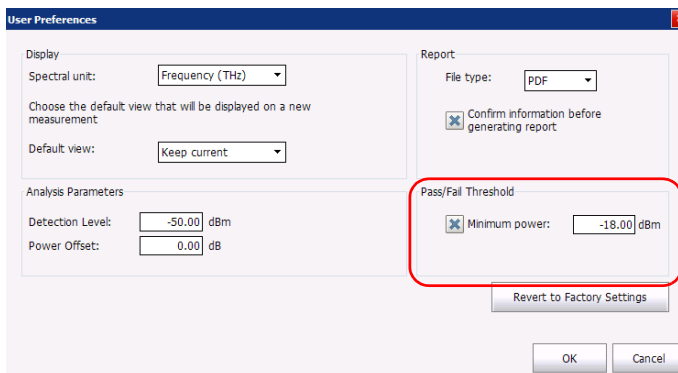 User Preferences
Display
Spectral unit: Frequency (THz)
Choose the default view that will be displayed on a new
measurement
Default view: Keep current
Report
File type: PDF
Confirm information before
generating report
Analysis Parameters
Detection Level: -50.00 dBm
Power Offset: 0.00 dB
Pass/Fail Threshold
Minimum power: -18.00 dBm
Revert to Factory Settings
OK Cancel